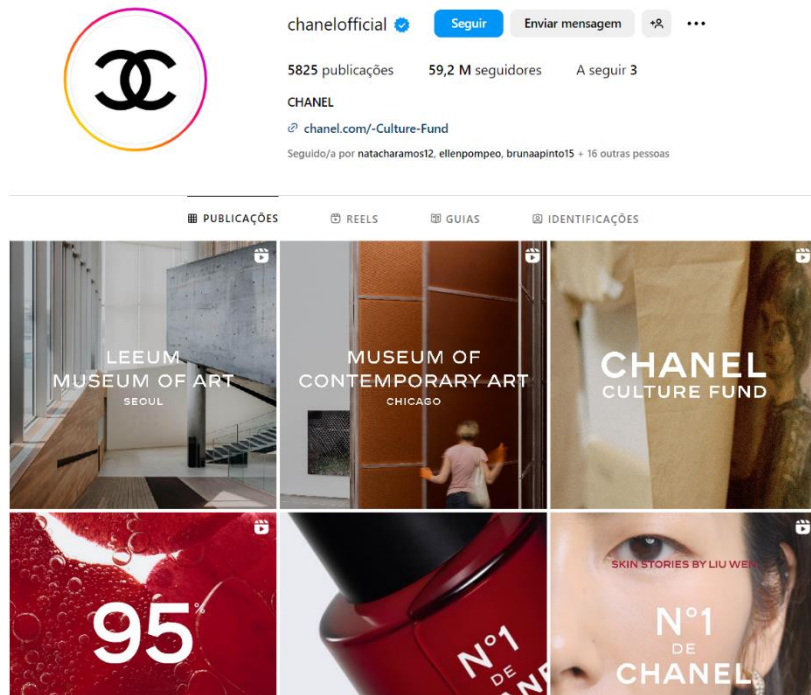 chanelofficial
Seguir
Enviar mensagem
5825 publicações 59,2 M seguidores A seguir 3
CHANEL
chanel.com/-Culture-Fund
Seguido/a por natacharamos12, ellenpompeo, brunaapinto15 + 16 outras pessoas
PUBLICAÇÕES
REELS
GUIAS
IDENTIFICAÇÕES
LEEUM
MUSEUM OF ART
SEOUL
MUSEUM OF
CONTEMPORARY ART
CHICAGO
CHANEL
CULTURE FUND
95%
N°1
DE
CHANEL
SKIN STORIES BY LIU WEN
N°1
DE
CHANEL